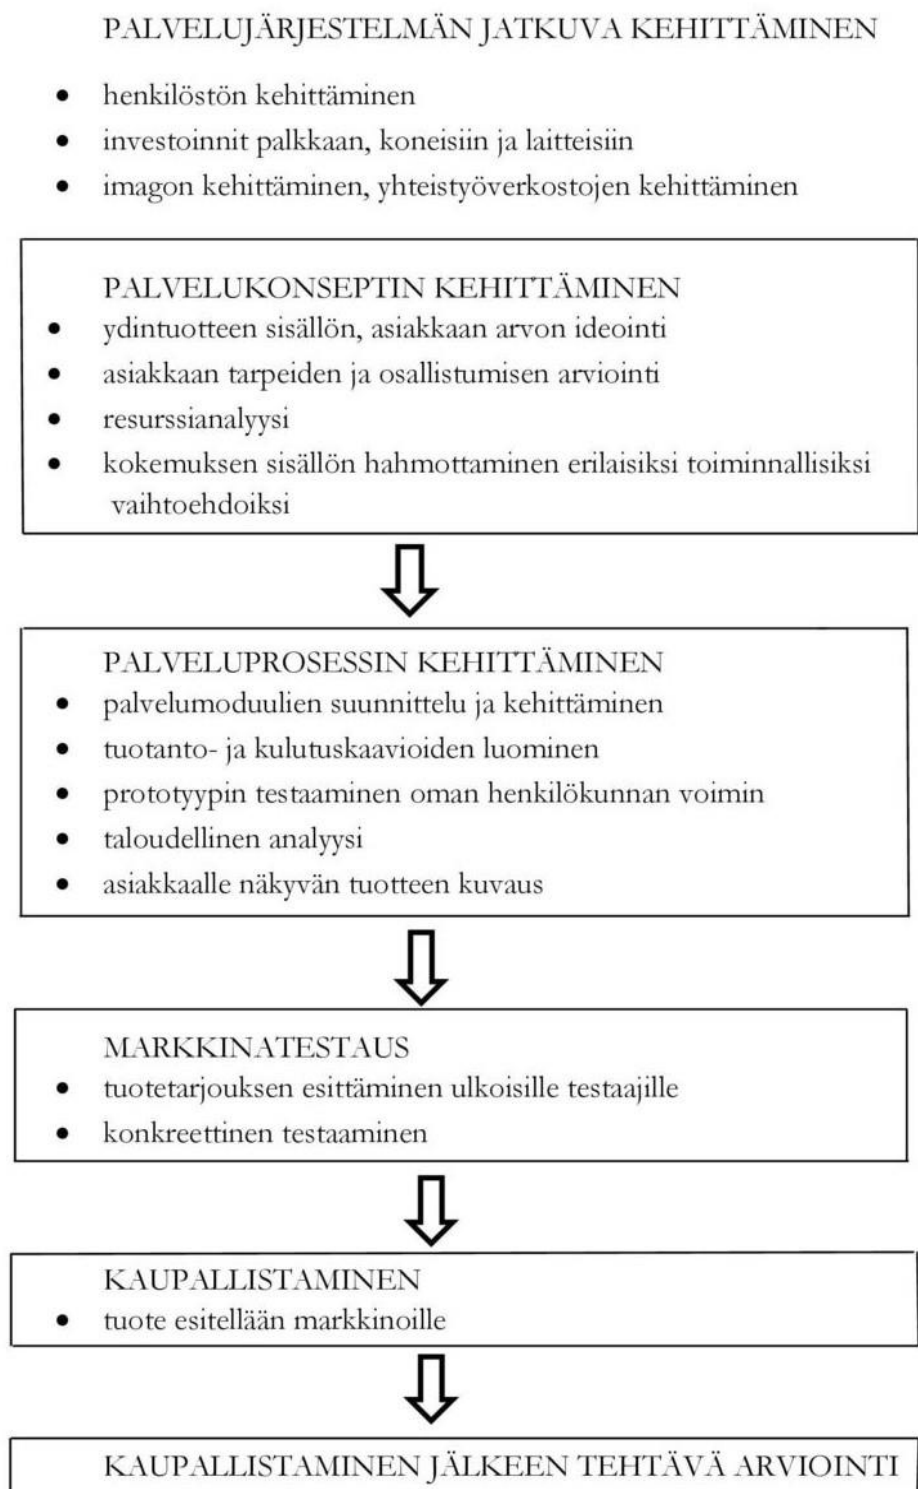 PALVELUJÄRJESTELMÄN JATKUVA KEHITTÄMINEN
• henkilöstön kehittäminen
• investoinnit palkkaan, koneisiin ja laitteisiin
• imagon kehittäminen, yhteistyöverkostojen kehittäminen
PALVELUKONSEPTIN KEHITTÄMINEN
• ydintuotteen sisällön, asiakkaan arvon ideointi
• asiakkaan tarpeiden ja osallistumisen arviointi
• resurssianalyysi
• kokemuksen sisällön hahmottaminen erilaisiksi toiminnallisiksi
vaihtoehdoiksi
PALVELUPROSESSIN KEHITTÄMINEN
• palvelumoduulien suunnittelu ja kehittäminen
• tuotanto- ja kulutuskaavioiden luominen
• prototyypin testaaminen oman henkilökunnan voimin
• taloudellinen analyysi
• asiakkaalle näkyvän tuotteen kuvaus
MARKKINATESTAUS
• tuotetarjouksen esittäminen ulkoisille testaajille
• konkreettinen testaaminen
KAUPALLISTAMINEN
• tuote esitellään markkinoille
KAUPALLISTAMINEN JÄLKEEN TEHTÄVÄ ARVIOINTI